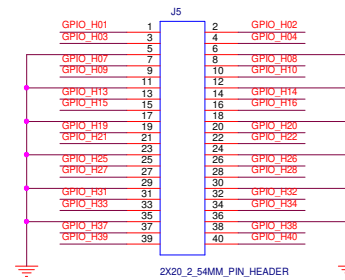 J5
GPIO_H01 1 2 GPIO_H02
GPIO_H03 3 4 GPIO_H04
5 6
GPIO_H07 7 8 GPIO_H08
GPIO_H09 9 10 GPIO_H10
11 12
GPIO_H13 13 14 GPIO_H14
GPIO_H15 15 16 GPIO_H16
17 18
GPIO_H19 19 20 GPIO_H20
GPIO_H21 21 22 GPIO_H22
23 24
GPIO_H25 25 26 GPIO_H26
GPIO_H27 27 28 GPIO_H28
29 30
GPIO_H31 31 32 GPIO_H32
GPIO_H33 33 34 GPIO_H34
35 36
GPIO_H37 37 38 GPIO_H38
GPIO_H39 39 40 GPIO_H40
2X20_2_54MM_PIN_HEADER